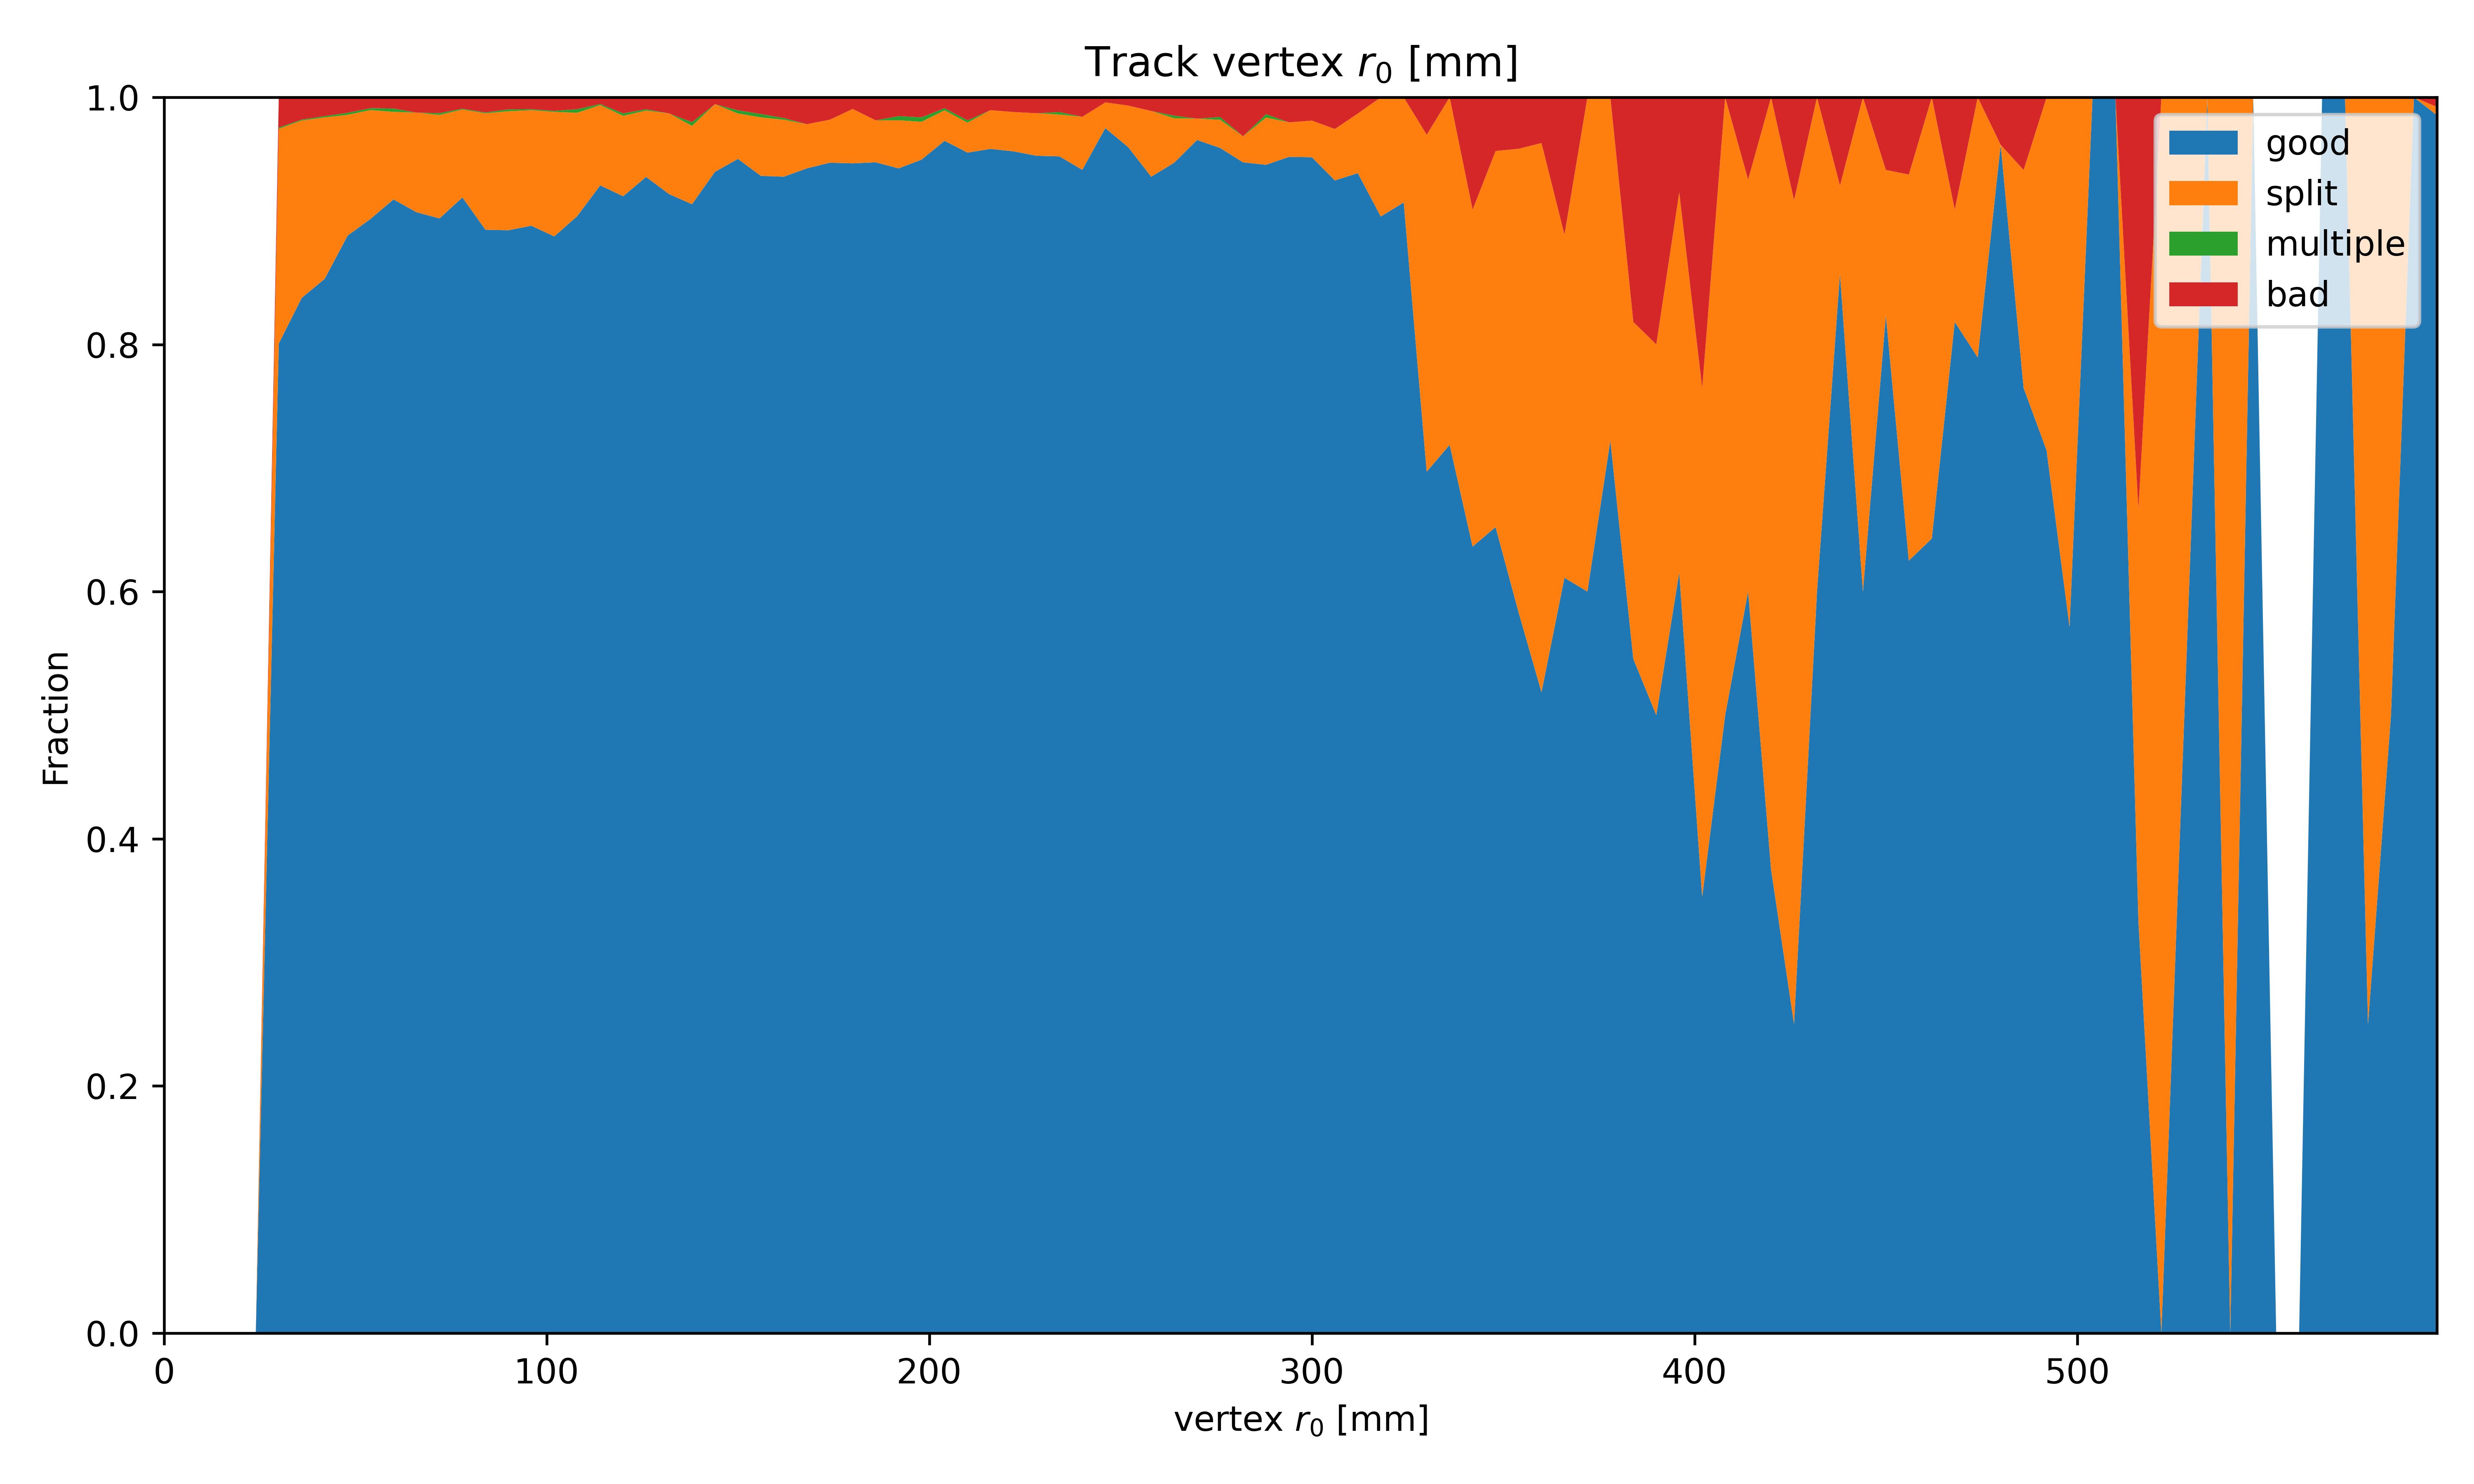 Track vertex r₀ [mm]
1.0
0.8
0.6
0.4
0.2
0.0
Fraction
good
split
multiple
bad
0 100 200 300 400 500
vertex r₀ [mm]